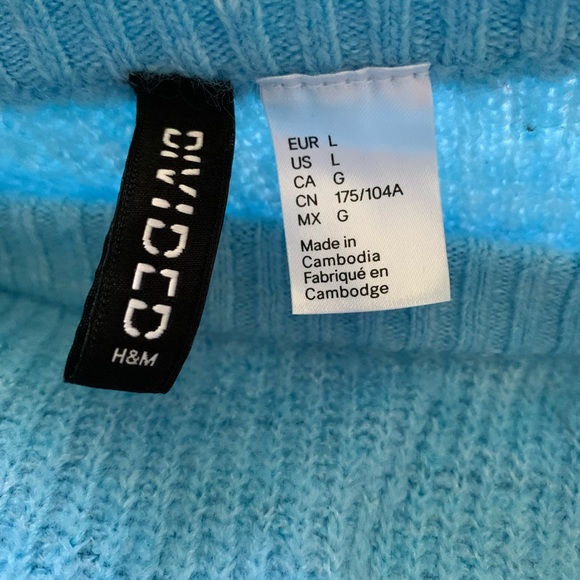 DIVIDED
H&M
EUR L
US L
CA G
CN 175/104A
MX G
Made in
Cambodia
Fabriqué en
Cambodge